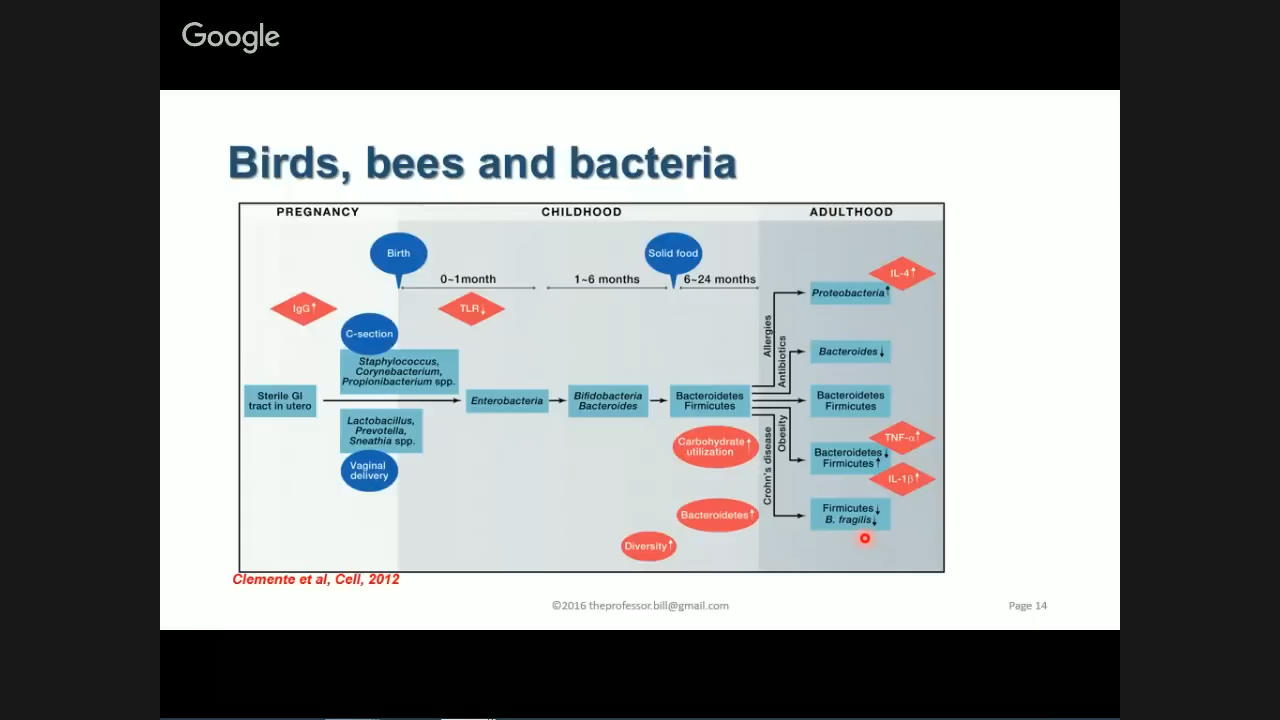 Google
Birds, bees and bacteria
PREGNANCY
CHILDHOOD
ADULTHOOD
Birth
Solid food
0~1month
1~6 months
6~24 months
IL-4↑
IgG↑
TLR↓
Proteobacteria↑
C-section
Staphylococcus,
Corynebacterium,
Propionibacterium spp.
Allergies
Antibiotics
Bacteroides↓
Sterile GI
tract in utero
Enterobacteria
Bifidobacteria
Bacteroides
Bacteroidetes
Firmicutes
Bacteroidetes
Firmicutes
Lactobacillus,
Prevotella,
Sneathia spp.
Vaginal
delivery
Carbohydrate↑
utilization
Crohn's disease
Obesity
TNF-α↑
Bacteroidetes↓
Firmicutes↑
IL-1β↑
Bacteroidetes↑
Firmicutes↓
B. fragilis↓
Diversity↑
Clemente et al, Cell, 2012
©2016 theprofessor.bill@gmail.com
Page 14